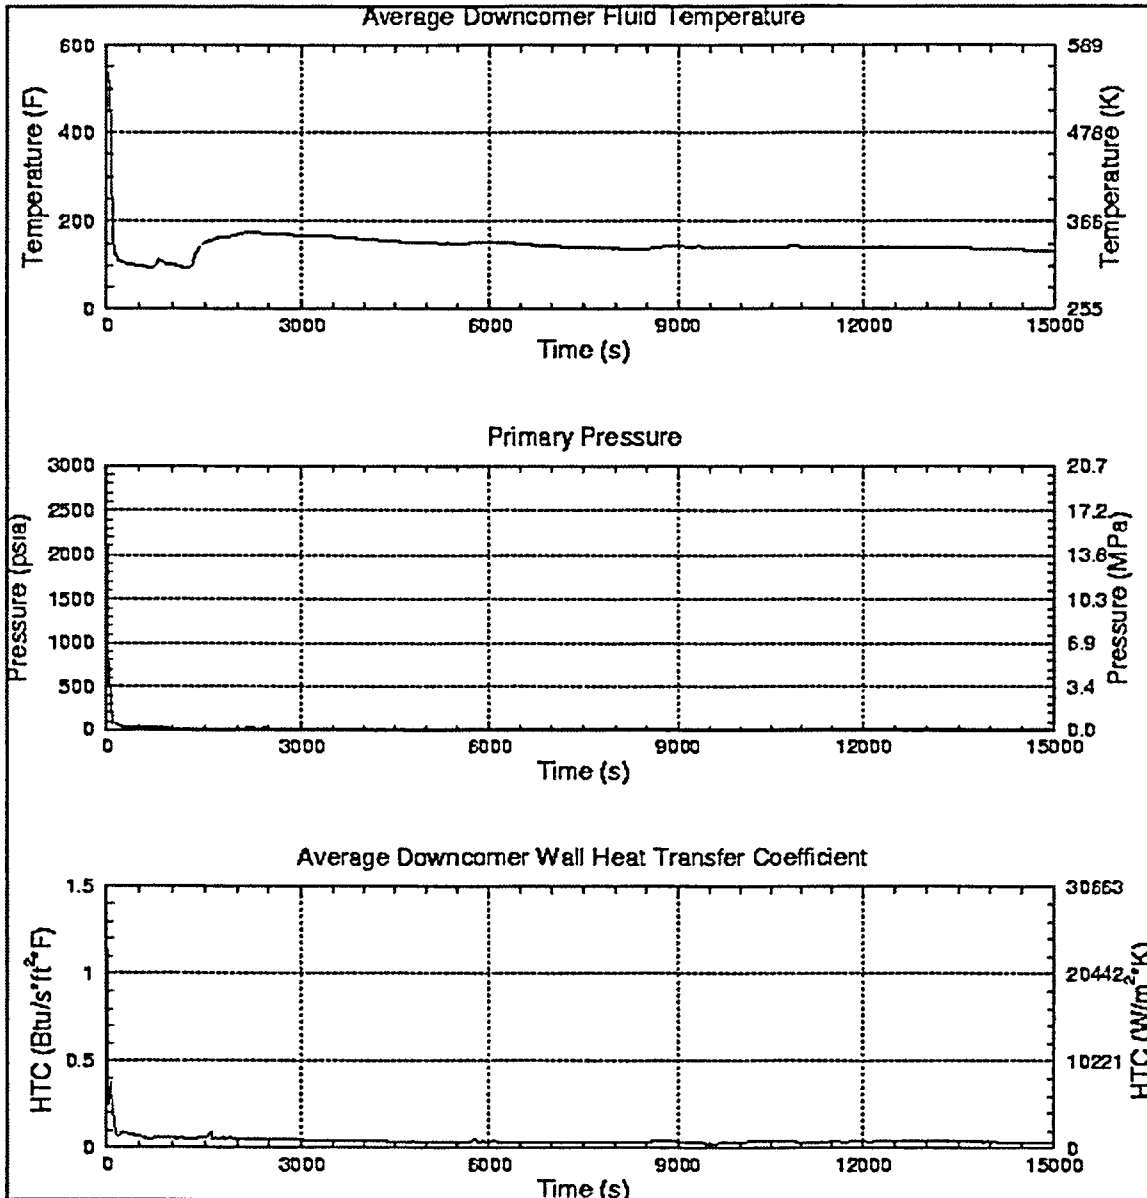 Average Downcomer Fluid Temperature
600
400
200
0
589
478
366
255
Temperature (F)
Temperature (K)
0 3000 6000 9000 12000 15000
Time (s)
Primary Pressure
3000
2500
2000
1500
1000
500
0
20.7
17.2
13.8
10.3
6.9
3.4
0.0
Pressure (psia)
Pressure (MPa)
0 3000 6000 9000 12000 15000
Time (s)
Average Downcomer Wall Heat Transfer Coefficient
1.5
1
0.5
0
30663
20442
10221
0
HTC (Btu/s*ft²*F)
HTC (W/m²*K)
0 3000 6000 9000 12000 15000
Time (s)